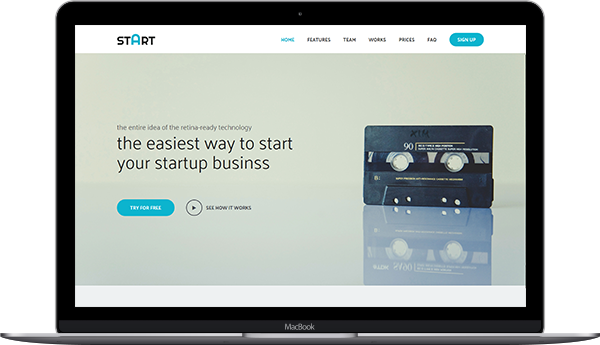 START
HOME FEATURES TEAM WORKS PRICES FAQ SIGN UP
the entire idea of the retina-ready technology
the easiest way to start
your startup businss
TRY FOR FREE SEE HOW IT WORKS
90
MacBook